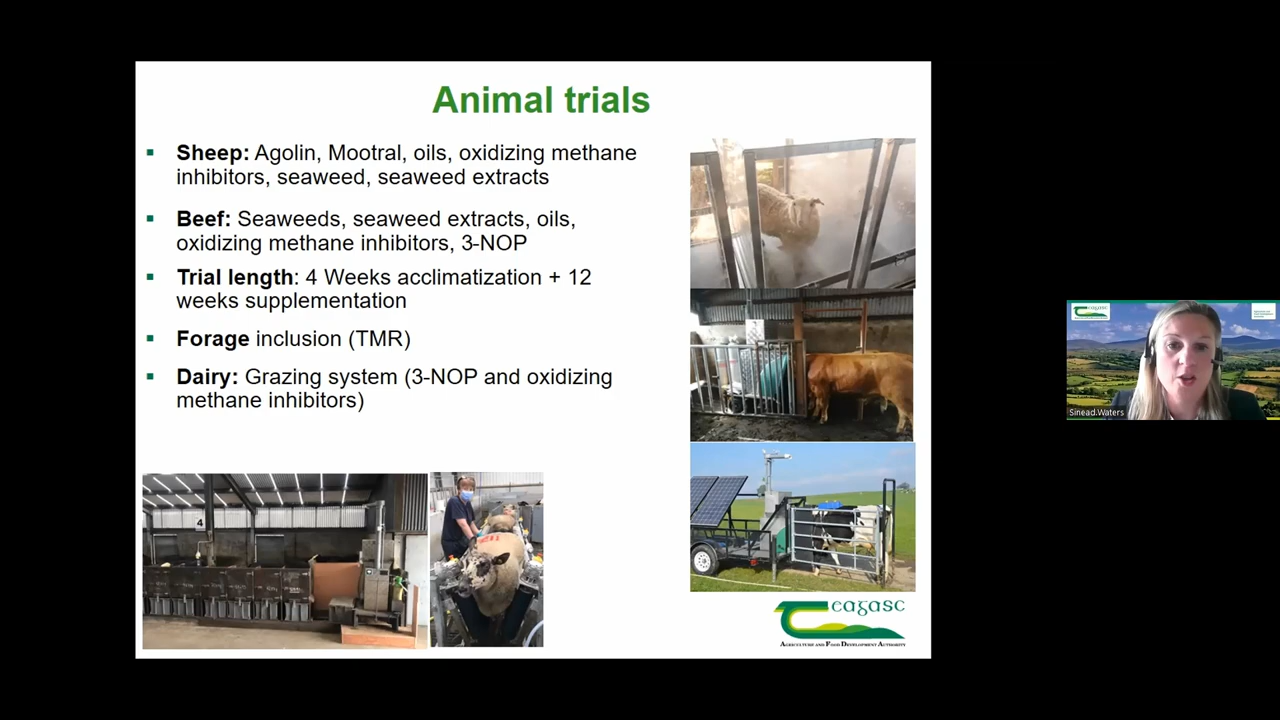 Animal trials
Sheep: Agolin, Mootral, oils, oxidizing methane
inhibitors, seaweed, seaweed extracts
Beef: Seaweeds, seaweed extracts, oils,
oxidizing methane inhibitors, 3-NOP
Trial length: 4 Weeks acclimatization + 12
weeks supplementation
Forage inclusion (TMR)
Dairy: Grazing system (3-NOP and oxidizing
methane inhibitors)
4
Teagasc
AGRICULTURE AND FOOD DEVELOPMENT AUTHORITY
Teagasc
Sinead.Waters